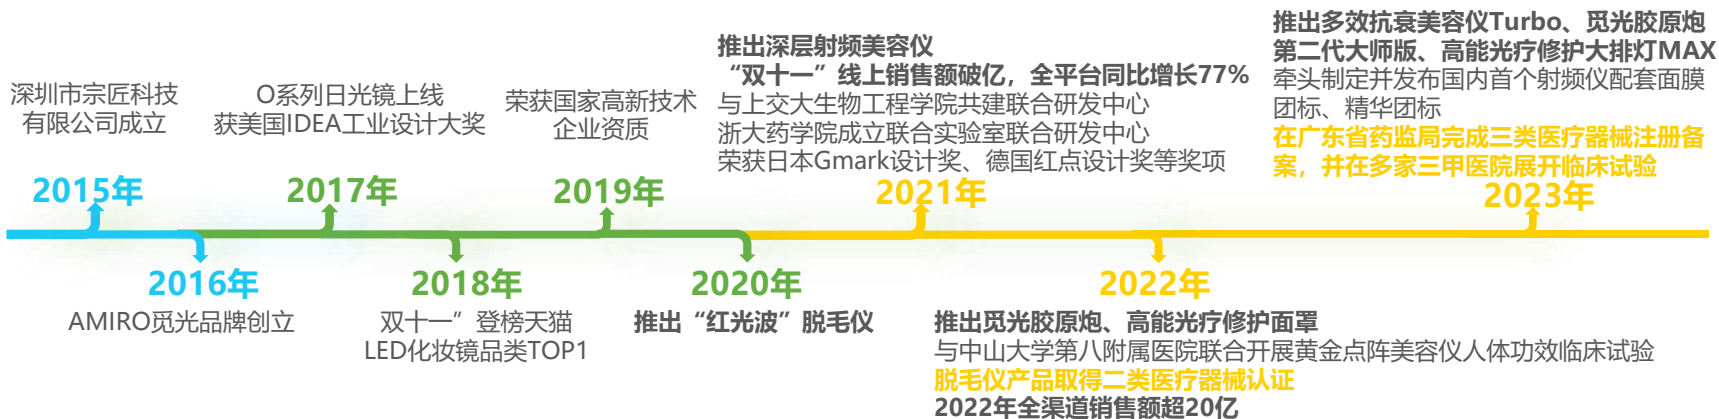 深圳市宗匠科技
有限公司成立
2015年
2016年
AMIRO觅光品牌创立
O系列日光镜上线
获美国IDEA工业设计大奖
2017年
2018年
双十一”登榜天猫
LED化妆镜品类TOP1
荣获国家高新技术
企业资质
2019年
2020年
推出“红光波”脱毛仪
推出深层射频美容仪
“双十一”线上销售额破亿，全平台同比增长77%
与上交大生物工程学院共建联合研发中心
浙大药学院成立联合实验室联合研发中心
荣获日本Gmark设计奖、德国红点设计奖等奖项
2021年
2022年
推出觅光胶原炮、高能光疗修护面罩
与中山大学第八附属医院联合开展黄金点阵美容仪人体功效临床试验
脱毛仪产品取得二类医疗器械认证
2022年全渠道销售额超20亿
推出多效抗衰美容仪Turbo、觅光胶原炮
第二代大师版、高能光疗修护大排灯MAX
牵头制定并发布国内首个射频仪配套面膜
团标、精华团标
在广东省药监局完成三类医疗器械注册备
案，并在多家三甲医院展开临床试验
2023年